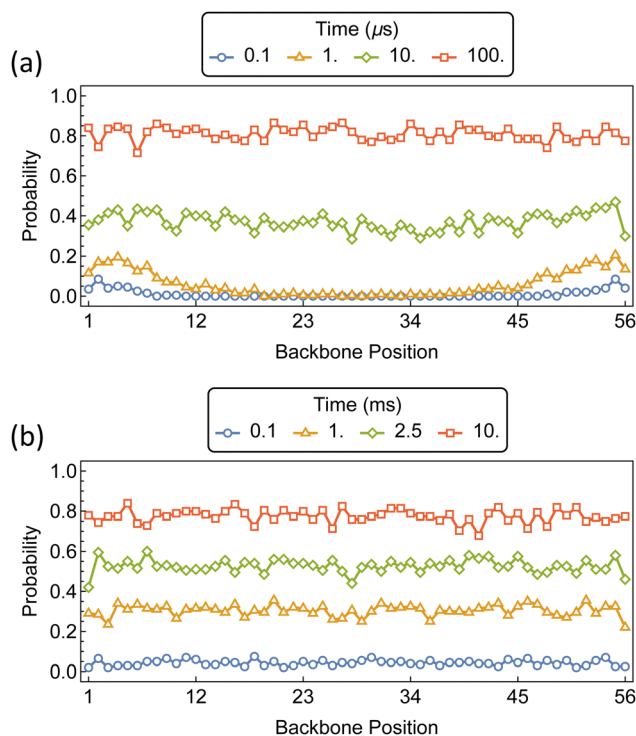 Time (μs)
0.1 1. 10. 100.
(a)
1.0
0.8
0.6
0.4
0.2
0.0
Probability
1 12 23 34 45 56
Backbone Position
Time (ms)
0.1 1. 2.5 10.
(b)
1.0
0.8
0.6
0.4
0.2
0.0
Probability
1 12 23 34 45 56
Backbone Position